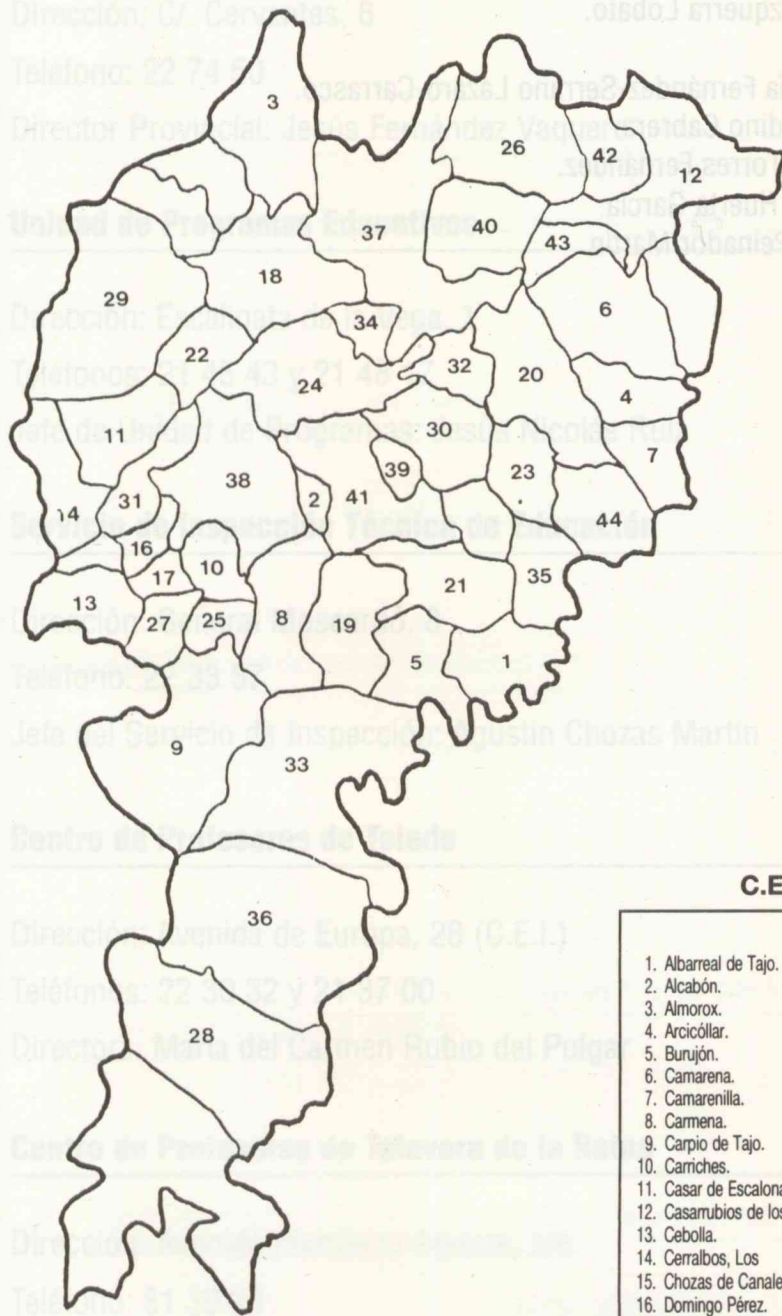 Dirección, C/. Cervantes, 6
Teléfono: 22 74 50
Director Provincial: Jesús Fernández Vaquero
Unidad de Programas Educativos
Teléfonos: 21 48 43 y 21 48
Jefe de Unidad de Programas: Jesús Nicolás
Servicio de Inspección Técnica de Educación
Teléfono: 22 33
Jefe del Servicio de Inspección: Agustín Chozas Martín
Centro de Profesores de Toledo
Dirección: Avenida de Europa, 28 (C.E.I.)
Teléfonos: 22 y 21 37 00
Directora: María del Carmen Rubio del Pulgar
Centro de Profesores de Talavera de la Reina
3
26
42
12
37
40
43
29
18
6
34
22
32
20
24
4
11
30
7
39
23
38
31
2
41
14
44
16
10
17
35
21
13
8
27
25
19
5
1
9
33
36
28
C.E
1. Albarreal de Tajo.
2. Alcabón.
3. Almorox.
4. Arcicóllar.
5. Burujón.
6. Camarena.
7. Camarenilla.
8. Carmena.
9. Carpio de Tajo.
10. Carriches.
11. Casar de Escalona
12. Casarrubios de los
13. Cebolla.
14. Cerralbos, Los
15. Chozas de Canale
16. Domingo Pérez.